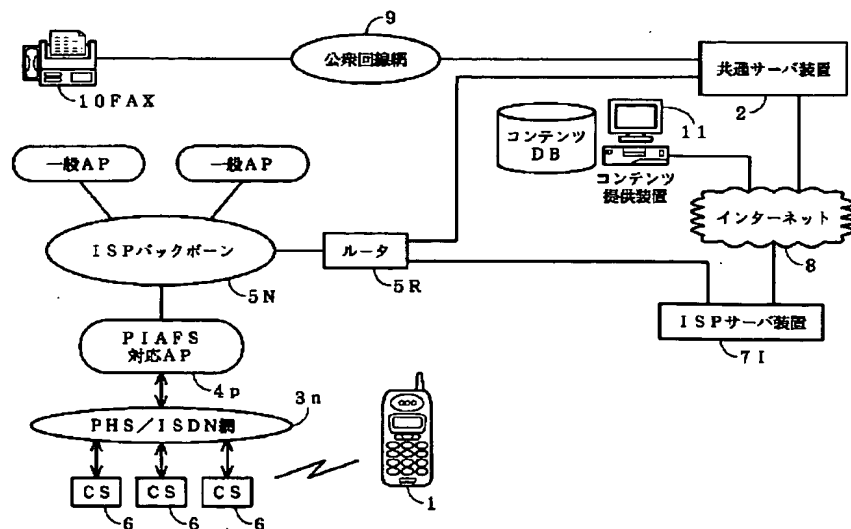 9
公衆回線網
共通サーバ装置
2
10FAX
コンテンツ
DB
11
コンテンツ
提供装置
一般AP
一般AP
インターネット
8
ISPバックボーン
5N
ルータ
5R
ISPサーバ装置
7I
PIAFS
対応AP
4p
PHS/ISDN網
3n
CS
CS
CS
6
6
6
1